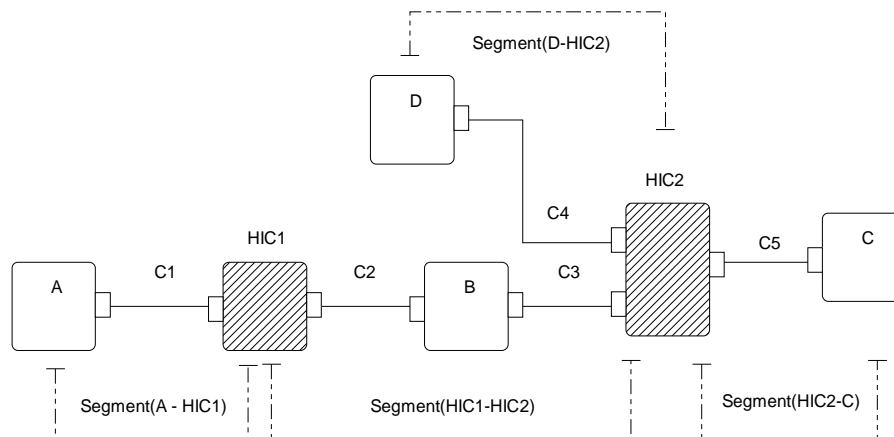 Segment(D-HIC2)
D
HIC2
C4
HIC1
C5
C
C1
C2
C3
A
B
Segment(A - HIC1)
Segment(HIC1-HIC2)
Segment(HIC2-C)